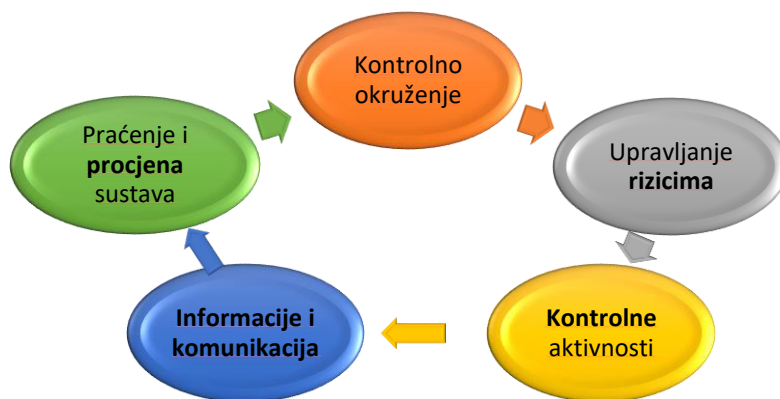 Kontrolno
okruženje
Upravljanje
rizicima
Kontrolne
aktivnosti
Informacije i
komunikacija
Praćenje i
procjena
sustava